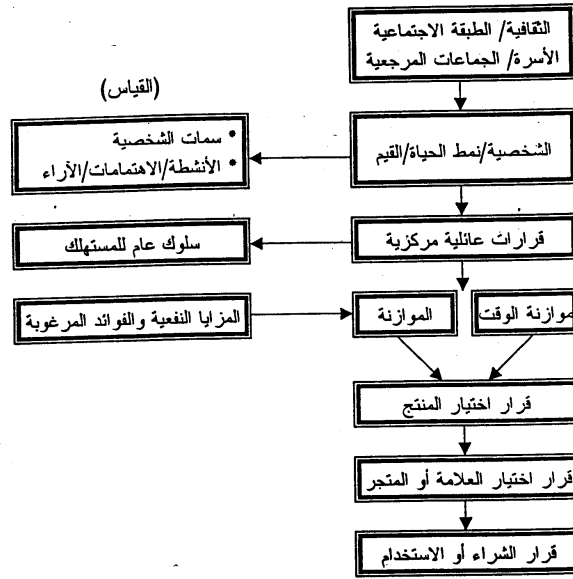 الثقافية/ الطبقة الاجتماعية
الأسرة/ الجماعات المرجعية
(القياس)
* سمات الشخصية
* الأنشطة/الاهتمامات/الآراء
الشخصية/نمط الحياة/القيم
قرارات عائلية مركزية
سلوك عام للمستهلك
المزايا النفعية والفوائد المرغوبة
الموازنة
موازنة الوقت
قرار اختيار المنتج
قرار اختيار العلامة أو المتجر
قرار الشراء أو الاستخدام